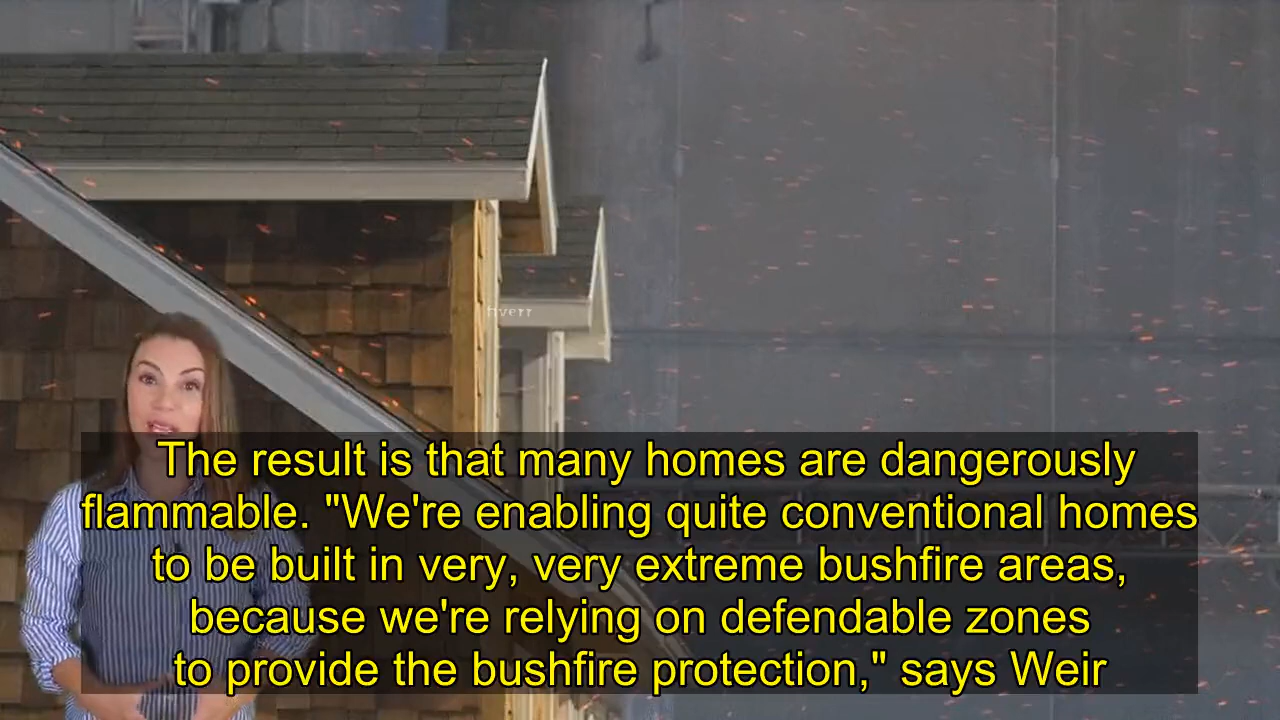 fiverr
The result is that many homes are dangerously
flammable. "We're enabling quite conventional homes
to be built in very, very extreme bushfire areas,
because we're relying on defendable zones
to provide the bushfire protection," says Weir